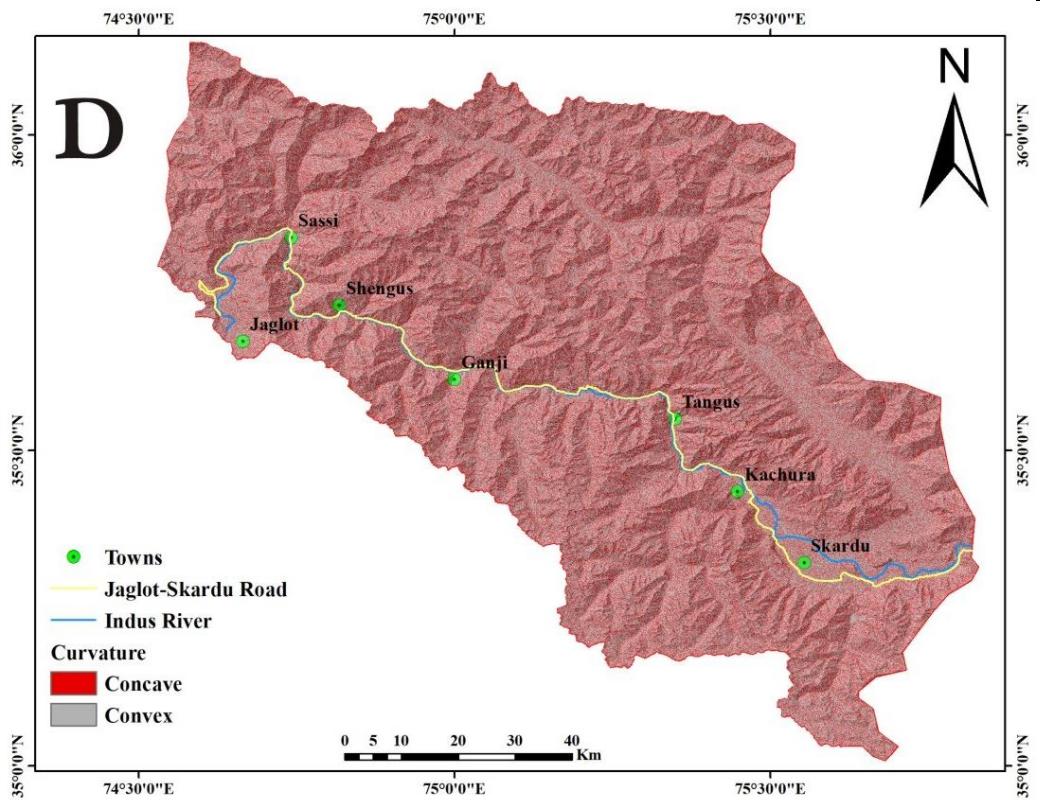 74°30'0"E 75°0'0"E 75°30'0"E
N
D
36°0'0"N 36°0'0"N
Sassi
Shengus
Jaglot
Ganji
Tangus
35°30'0"N 35°30'0"N
Kachura
Skardu
Towns
Jaglot-Skardu Road
Indus River
Curvature
Concave
Convex
0 5 10 20 30 40
Km
35°0'0"N 35°0'0"N
74°30'0"E 75°0'0"E 75°30'0"E